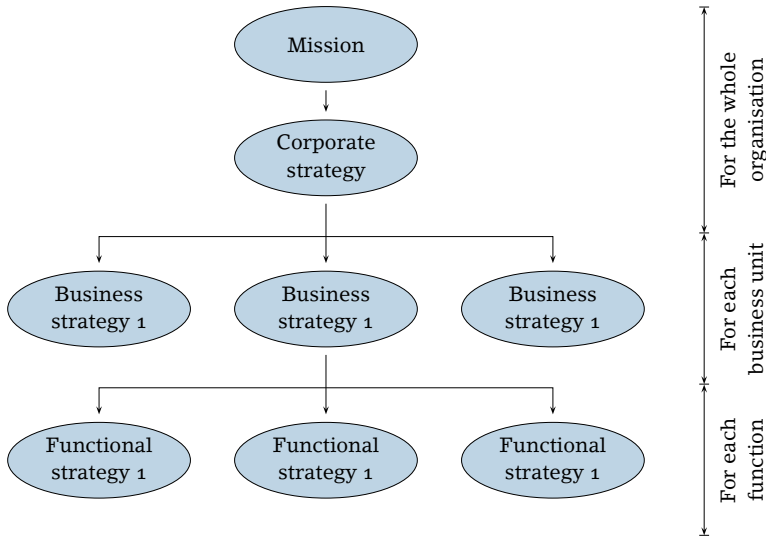 Mission
Corporate
strategy
Business
strategy 1
Business
strategy 1
Business
strategy 1
Functional
strategy 1
Functional
strategy 1
Functional
strategy 1
For the whole
organisation
For each
business unit
For each
function